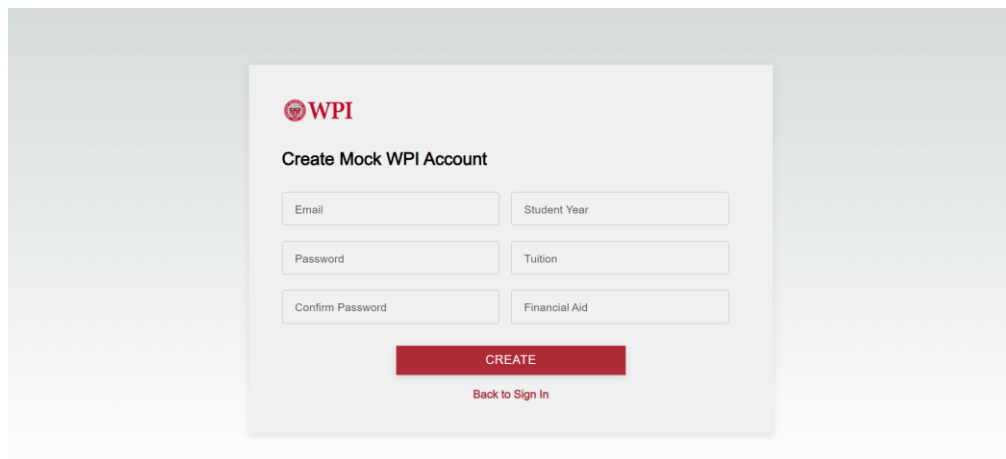 WPI
Create Mock WPI Account
Email
Student Year
Password
Tuition
Confirm Password
Financial Aid
CREATE
Back to Sign In